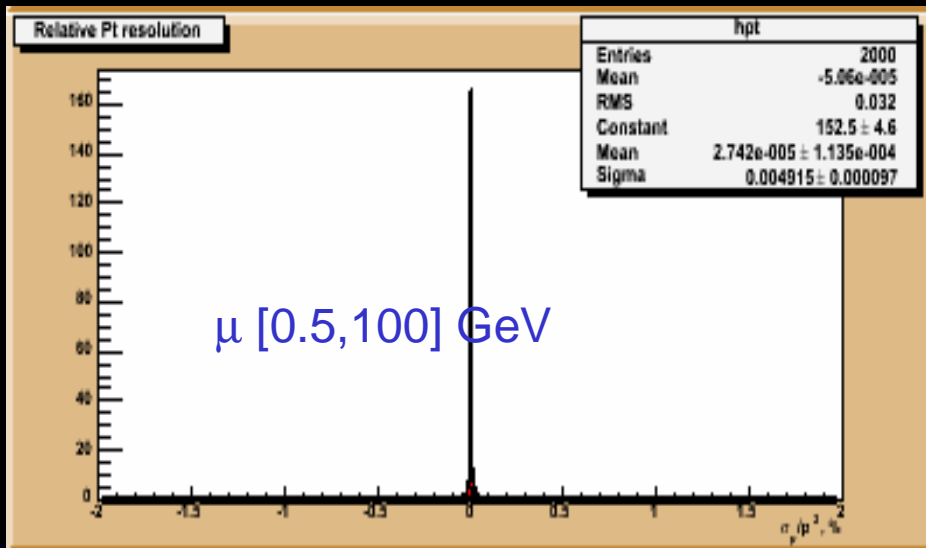 Relative Pt resolution
hpt
Entries 2000
Mean -5.06e-005
RMS 0.032
Constant 152.5 ± 4.6
Mean 2.742e-005 ± 1.135e-004
Sigma 0.004915 ± 0.000097
160
140
120
100
80
60
40
20
0
μ [0.5,100] GeV
-2 -1.5 -1 -0.5 0 0.5 1 1.5 2